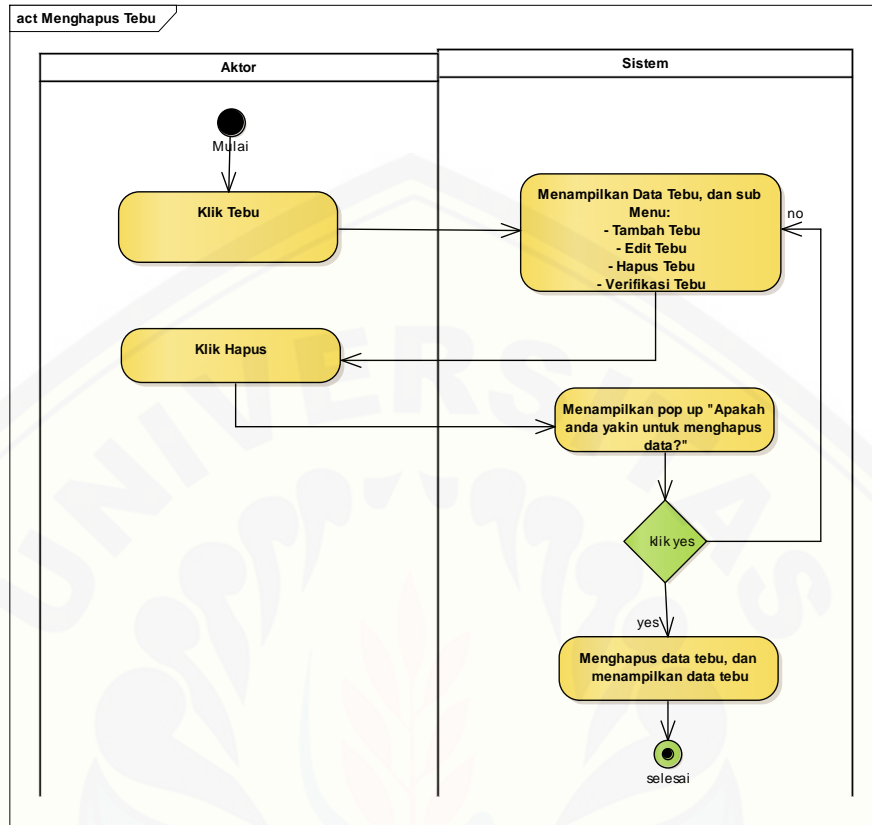 act Menghapus Tebu
Aktor
Sistem
Mulai
Klik Tebu
Menampilkan Data Tebu, dan sub
Menu:
- Tambah Tebu
- Edit Tebu
- Hapus Tebu
- Verifikasi Tebu
no
Klik Hapus
Menampilkan pop up "Apakah
anda yakin untuk menghapus
data?"
klik yes
yes
Menghapus data tebu, dan
menampilkan data tebu
selesai
UNIVERSITAS